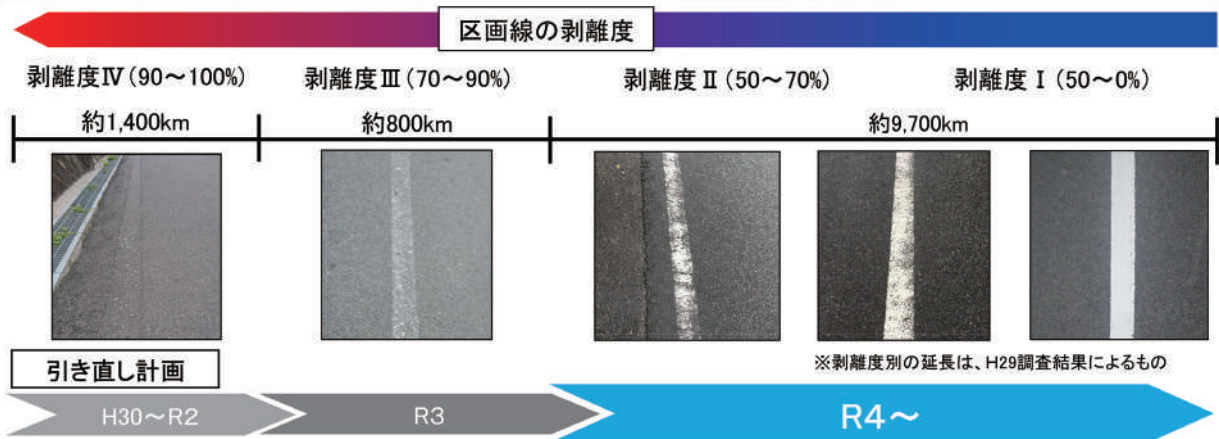 区画線の剥離度
剥離度Ⅳ(90～100%)
剥離度Ⅲ(70～90%)
剥離度Ⅱ(50～70%)
剥離度Ⅰ(50～0%)
約1,400km
約800km
約9,700km
※剥離度別の延長は、H29調査結果によるもの
引き直し計画
H30～R2
R3
R4～